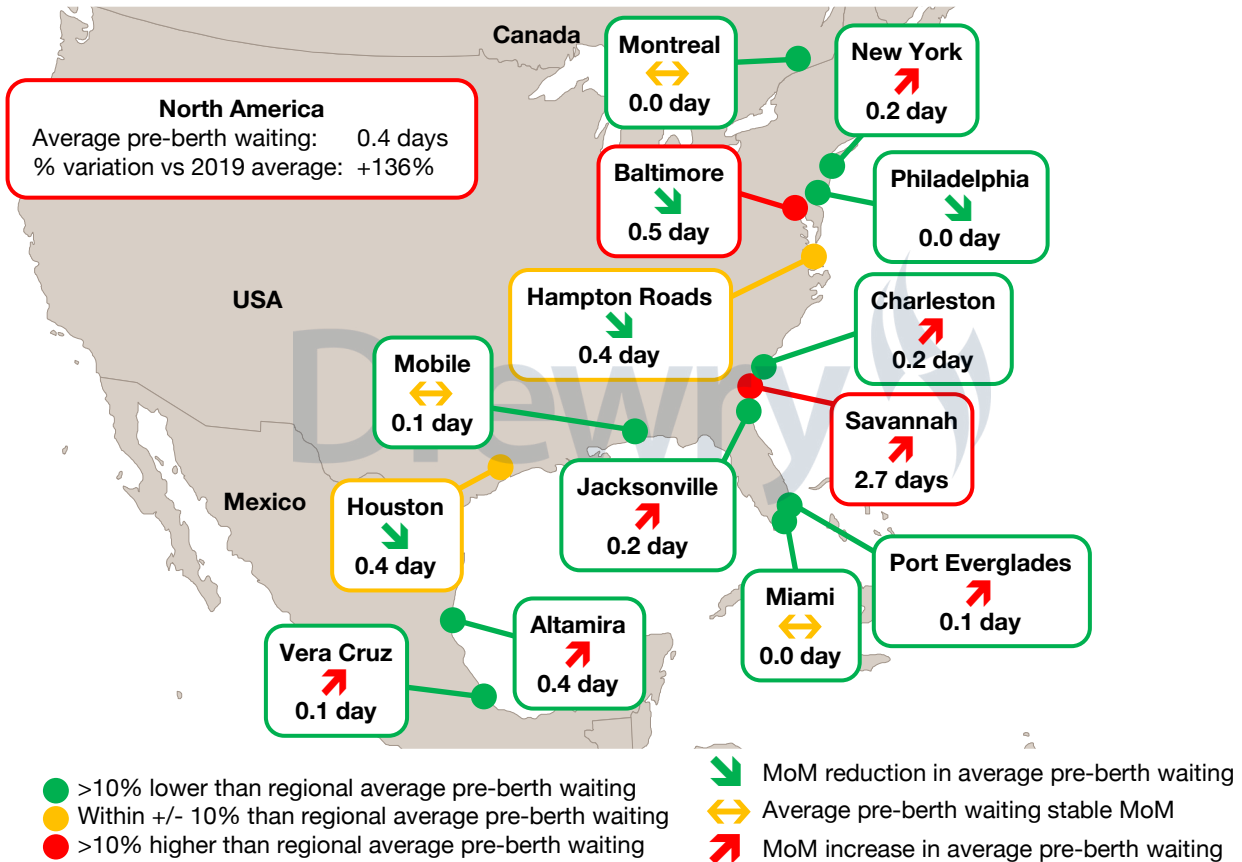 Canada
Montreal
0.0 day
New York
0.2 day
North America
Average pre-berth waiting: 0.4 days
% variation vs 2019 average: +136%
Baltimore
0.5 day
Philadelphia
0.0 day
USA
Hampton Roads
0.4 day
Charleston
0.2 day
Mobile
0.1 day
Drewry
Savannah
2.7 days
Mexico
Houston
0.4 day
Jacksonville
0.2 day
Port Everglades
0.1 day
Miami
0.0 day
Altamira
0.4 day
Vera Cruz
0.1 day
>10% lower than regional average pre-berth waiting
Within +/- 10% than regional average pre-berth waiting
>10% higher than regional average pre-berth waiting
MoM reduction in average pre-berth waiting
Average pre-berth waiting stable MoM
MoM increase in average pre-berth waiting